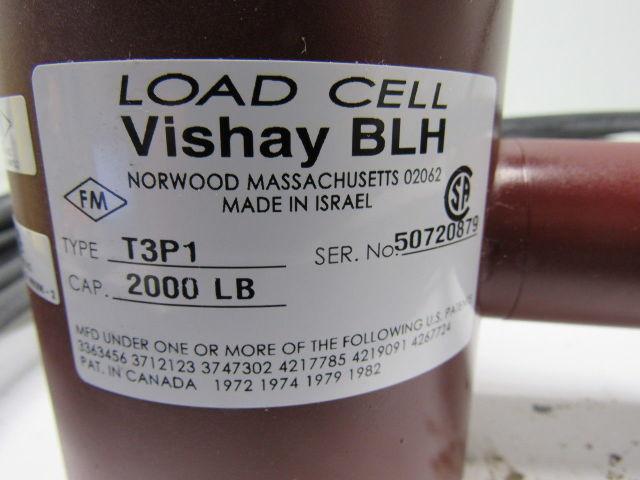 LOAD CELL
Vishay BLH
NORWOOD MASSACHUSETTS 02062
MADE IN ISRAEL
FM
SA
TYPE T3P1 SER. No. 50720879
CAP. 2000 LB
MFD UNDER ONE OR MORE OF THE FOLLOWING U.S. PATENTS
3363456 3712123 3747302 4217785 4219091 4267724
PAT. IN CANADA 1972 1974 1979 1982